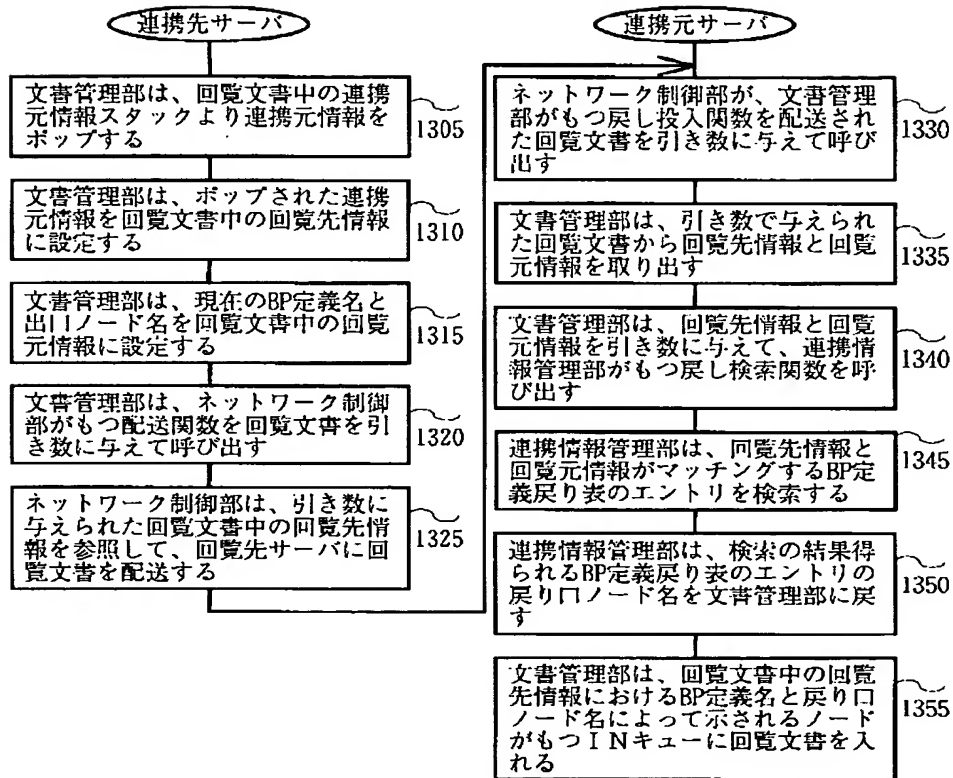 連携先サーバ
文書管理部は、回覧文書中の連携
元情報スタックより連携元情報を
ポップする
1305
文書管理部は、ポップされた連携
元情報を回覧文書中の回覧先情報
に設定する
1310
文書管理部は、現在のBP定義名と
出口ノード名を回覧文書中の回覧
元情報に設定する
1315
文書管理部は、ネットワーク制御
部がもつ配送関数を回覧文書を引
き数に与えて呼び出す
1320
ネットワーク制御部は、引き数に
与えられた回覧文書中の回覧先情
報を参照して、回覧先サーバに回
覧文書を配送する
1325
連携元サーバ
ネットワーク制御部が、文書管理
部がもつ戻し投入関数を配送され
た回覧文書を引き数に与えて呼び
出す
1330
文書管理部は、引き数で与えられ
た回覧文書から回覧先情報と回覧
元情報を取り出す
1335
文書管理部は、回覧先情報と回覧
元情報を引き数に与えて、連携情
報管理部がもつ戻し検索関数を呼
び出す
1340
連携情報管理部は、回覧先情報と
回覧元情報がマッチングするBP定
義戻り表のエントリを検索する
1345
連携情報管理部は、検索の結果得
られるBP定義戻り表のエントリの
戻り口ノード名を文書管理部に戻
す
1350
文書管理部は、回覧文書中の回覧
先情報におけるBP定義名と戻り口
ノード名によって示されるノード
がもつINキューに回覧文書を入
れる
1355